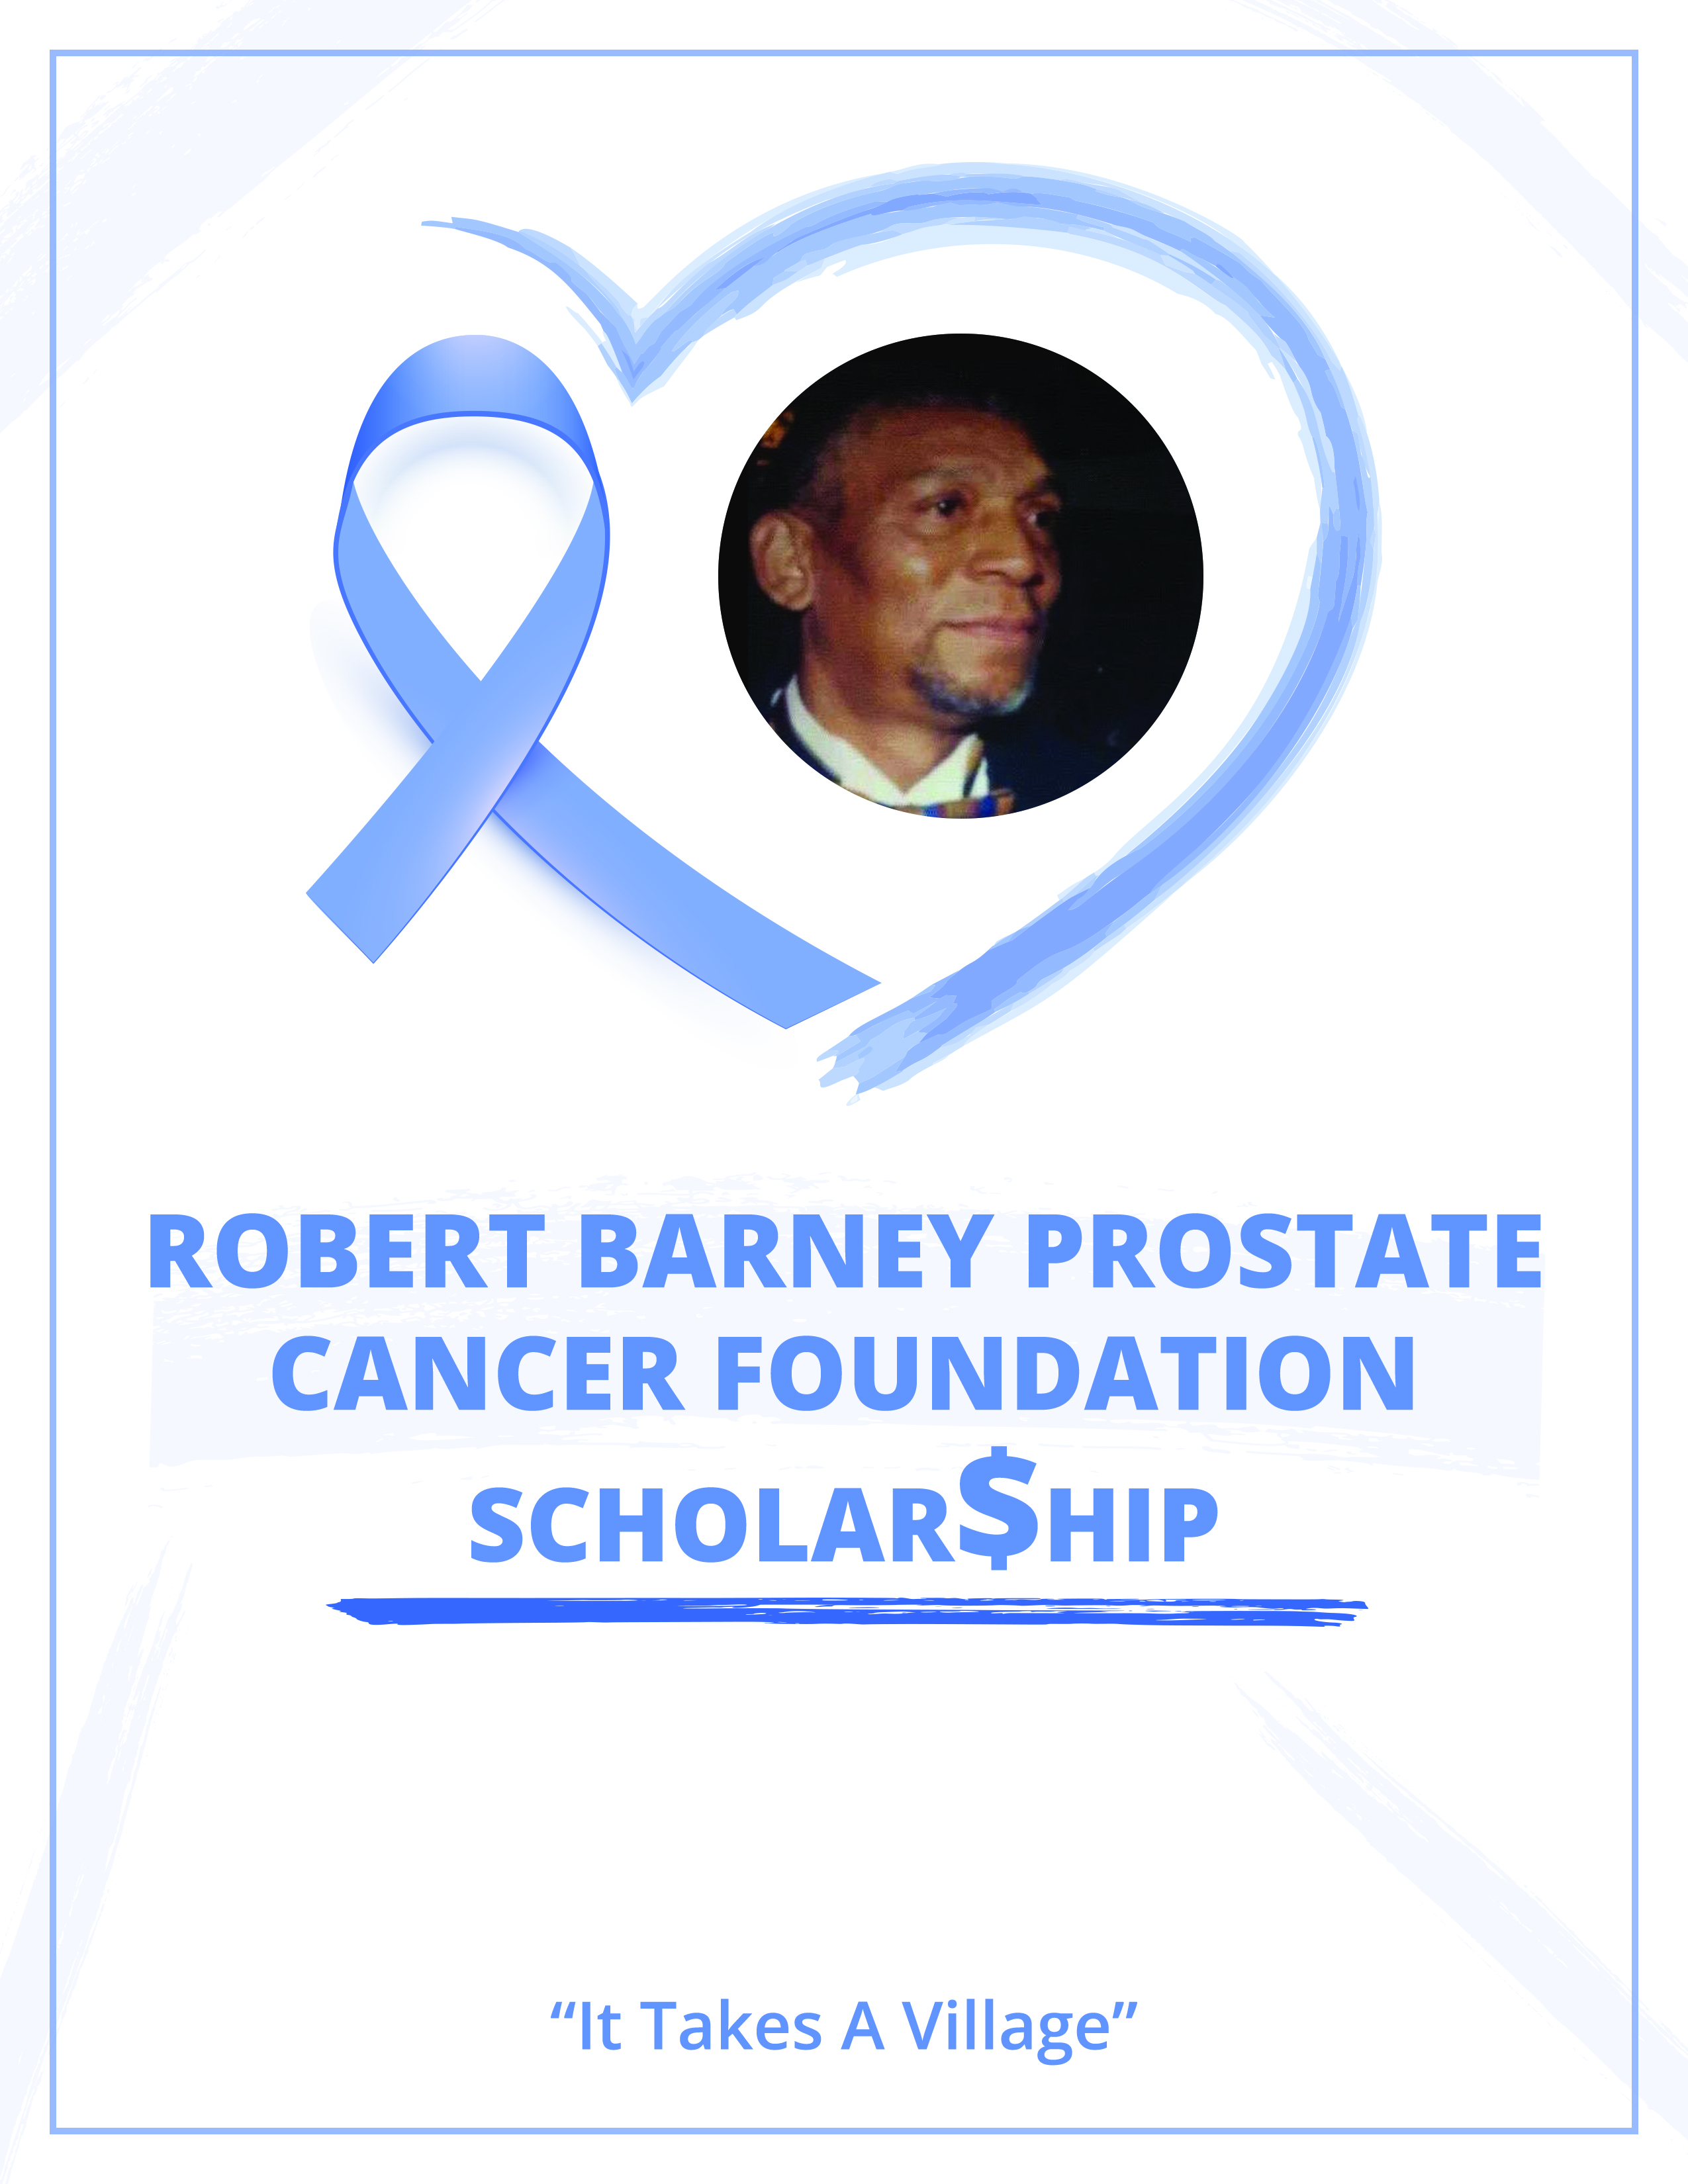 ROBERT BARNEY PROSTATE
CANCER FOUNDATION
SCHOLAR$HIP
“It Takes A Village”